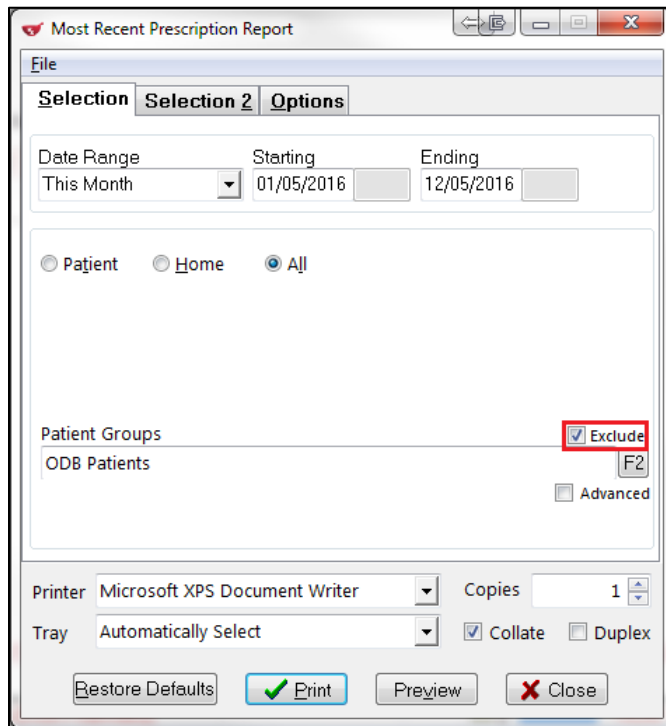 Most Recent Prescription Report
File
Selection Selection 2 Options
Date Range Starting Ending
This Month 01/05/2016 12/05/2016
Patient Home All
Patient Groups Exclude
ODB Patients F2
Advanced
Printer Microsoft XPS Document Writer Copies 1
Tray Automatically Select Collate Duplex
Restore Defaults Print Preview Close